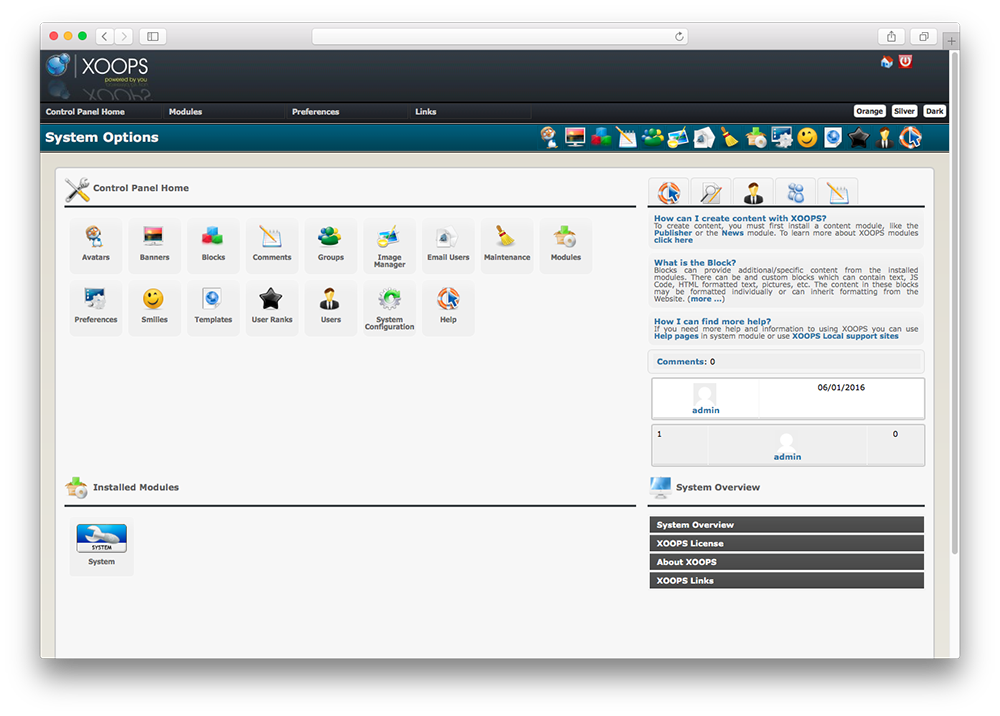 XOOPS
powered by you
Control Panel Home
Modules
Preferences
Links
Orange
Silver
Dark
System Options
Control Panel Home
Avatars
Banners
Blocks
Comments
Groups
Image
Manager
Email Users
Maintenance
Modules
Preferences
Smilies
Templates
User Ranks
Users
System
Configuration
Help
How can I create content with XOOPS?
To create content, you must first install a content module, like the
Publisher or the News module. To learn more about XOOPS modules
click here
What is the Block?
Blocks can provide additional/specific content from the installed
modules. There can be and custom blocks which can contain text, JS
Code, HTML formatted text, pictures, etc. The content in these blocks
may be formatted individually or can inherit formatting from the
Website. (more ...)
How I can find more help?
If you need more help and information to using XOOPS you can use
Help pages in system module or use XOOPS Local support sites
Comments: 0
06/01/2016
admin
1
0
admin
Installed Modules
SYSTEM
System
System Overview
System Overview
XOOPS License
About XOOPS
XOOPS Links